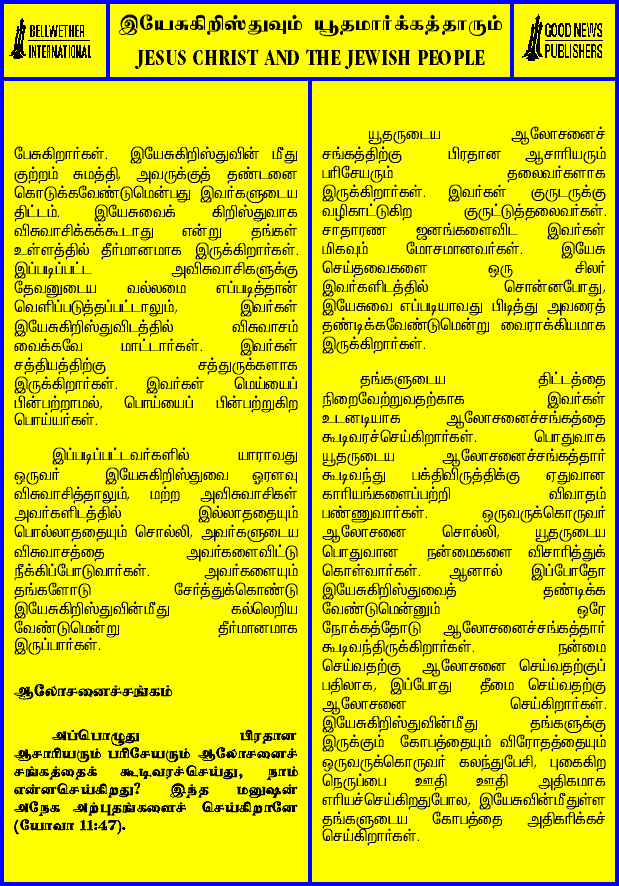 BELLWETHER
INTERNATIONAL
இயேசுகிறிஸ்துவும் யூதமார்க்கத்தாரும்
JESUS CHRIST AND THE JEWISH PEOPLE
GOOD NEWS
PUBLISHERS
பேசுகிறார்கள். இயேசுகிறிஸ்துவின் மீது
குற்றம் சுமத்தி, அவருக்குத் தண்டனை
கொடுக்கவேண்டுமென்பது இவர்களுடைய
திட்டம். இயேசுவைக் கிறிஸ்துவாக
விசுவாசிக்கக்கூடாது என்று தங்கள்
உள்ளத்தில் தீர்மானமாக இருக்கிறார்கள்.
இப்படிப்பட்ட அவிசுவாசிகளுக்கு
தேவனுடைய வல்லமை எப்படித்தான்
வெளிப்படுத்தப்பட்டாலும், இவர்கள்
இயேசுகிறிஸ்துவிடத்தில் விசுவாசம்
வைக்கவே மாட்டார்கள். இவர்கள்
சத்தியத்திற்கு சத்துருக்களாக
இருக்கிறார்கள். இவர்கள் மெய்யைப்
பின்பற்றாமல், பொய்யைப் பின்பற்றுகிற
பொய்யர்கள்.
இப்படிப்பட்டவர்களில் யாராவது
ஒருவர் இயேசுகிறிஸ்துவை ஓரளவு
விசுவாசித்தாலும், மற்ற அவிசுவாசிகள்
அவர்களிடத்தில் இல்லாததையும்
பொல்லாததையும் சொல்லி, அவர்களுடைய
விசுவாசத்தை அவர்களைவிட்டு
நீக்கிப்போடுவார்கள். அவர்களையும்
தங்களோடு சேர்த்துக்கொண்டு
இயேசுகிறிஸ்துவின்மீது கல்லெறிய
வேண்டுமென்று தீர்மானமாக
இருப்பார்கள்.
ஆலோசனைச்சங்கம்
அப்பொழுது பிரதான
ஆசாரியரும் பரிசேயரும் ஆலோசனைச்
சங்கத்தைக் கூடிவரச்செய்து, நாம்
என்னசெய்கிறது? இந்த மனுஷன்
அநேக அற்புதங்களைச் செய்கிறானே
(யோவா 11:47).
யூதருடைய ஆலோசனைச்
சங்கத்திற்கு பிரதான ஆசாரியரும்
பரிசேயரும் தலைவர்களாக
இருக்கிறார்கள். இவர்கள் குருடருக்கு
வழிகாட்டுகிற குருட்டுத்தலைவர்கள்.
சாதாரண ஜனங்களைவிட இவர்கள்
மிகவும் மோசமானவர்கள். இயேசு
செய்தவைகளை ஒரு சிலர்
இவர்களிடத்தில் சொன்னபோது,
இயேசுவை எப்படியாவது பிடித்து அவரைத்
தண்டிக்கவேண்டுமென்று வைராக்கியமாக
இருக்கிறார்கள்.
தங்களுடைய திட்டத்தை
நிறைவேற்றுவதற்காக இவர்கள்
உடனடியாக ஆலோசனைச்சங்கத்தை
கூடிவரச்செய்கிறார்கள். பொதுவாக
யூதருடைய ஆலோசனைச்சங்கத்தார்
கூடிவந்து பக்திவிருத்திக்கு ஏதுவான
காரியங்களைப்பற்றி விவாதம்
பண்ணுவார்கள். ஒருவருக்கொருவர்
ஆலோசனை சொல்லி, யூதருடைய
பொதுவான நன்மைகளை விசாரித்துக்
கொள்வார்கள். ஆனால் இப்போதோ
இயேசுகிறிஸ்துவைத் தண்டிக்க
வேண்டுமென்னும் ஒரே
நோக்கத்தோடு ஆலோசனைச்சங்கத்தார்
கூடிவந்திருக்கிறார்கள். நன்மை
செய்வதற்கு ஆலோசனை செய்வதற்குப்
பதிலாக, இப்போது தீமை செய்வதற்கு
ஆலோசனை செய்கிறார்கள்.
இயேசுகிறிஸ்துவின்மீது தங்களுக்கு
இருக்கும் கோபத்தையும் விரோதத்தையும்
ஒருவருக்கொருவர் கலந்துபேசி, புகைகிற
நெருப்பை ஊதி ஊதி அதிகமாக
எரியச்செய்கிறதுபோல, இயேசுவின்மீதுள்ள
தங்களுடைய கோபத்தை அதிகரிக்கச்
செய்கிறார்கள்.